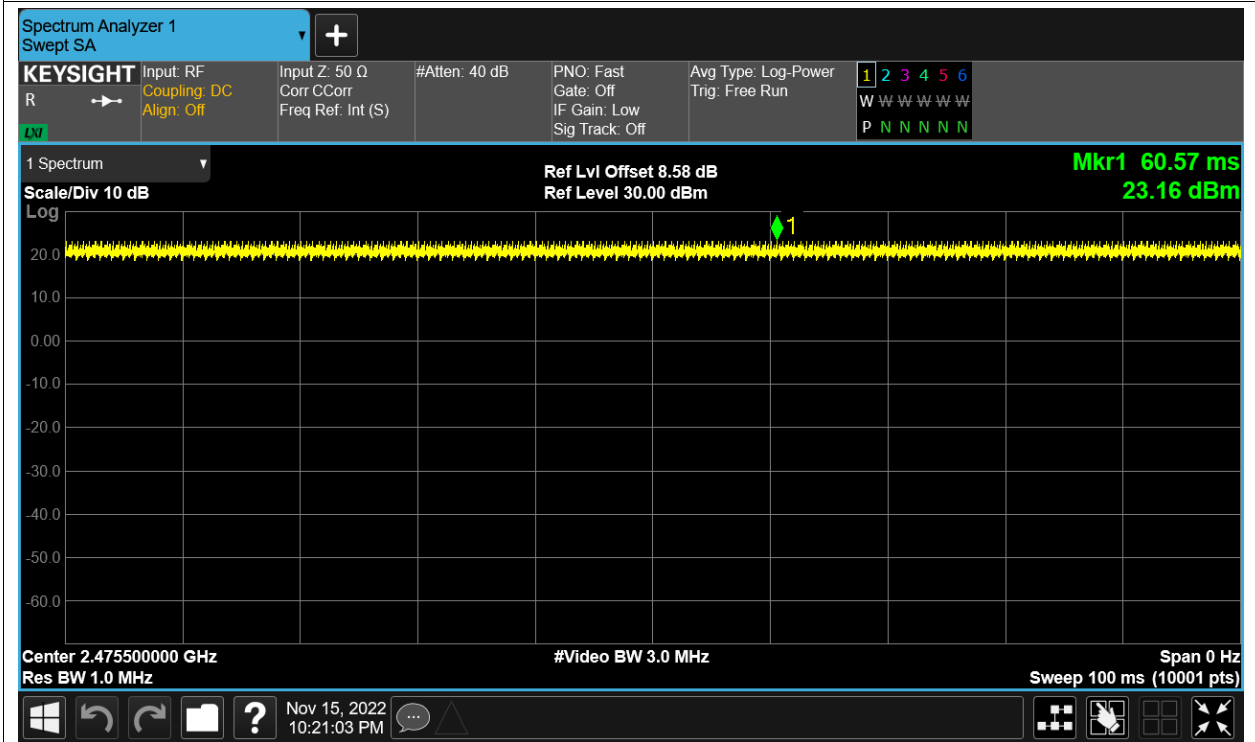 Spectrum Analyzer 1
Swept SA
KEYSIGHT
R
LXI
Input: RF
Coupling: DC
Align: Off
Input Z: 50 Ω
Corr CCorr
Freq Ref: Int (S)
#Atten: 40 dB
PNO: Fast
Gate: Off
IF Gain: Low
Sig Track: Off
Avg Type: Log-Power
Trig: Free Run
1 2 3 4 5 6
W W W W W W
P N N N N N
1 Spectrum
Scale/Div 10 dB
Log
Ref Lvl Offset 8.58 dB
Ref Level 30.00 dBm
Mkr1 60.57 ms
23.16 dBm
1
20.0
10.0
0.00
-10.0
-20.0
-30.0
-40.0
-50.0
-60.0
Center 2.475500000 GHz
Res BW 1.0 MHz
#Video BW 3.0 MHz
Span 0 Hz
Sweep 100 ms (10001 pts)
?
Nov 15, 2022
10:21:03 PM